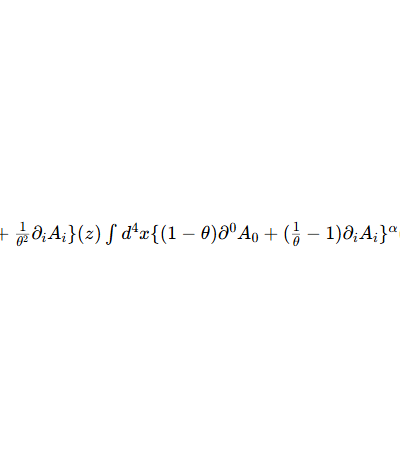 + \frac{1}{\theta^2} \partial_i A_i\}(z) \int d^4x\{(1 - \theta)\partial^0 A_0 + (\frac{1}{\theta} - 1)\partial_i A_i\}^\alpha